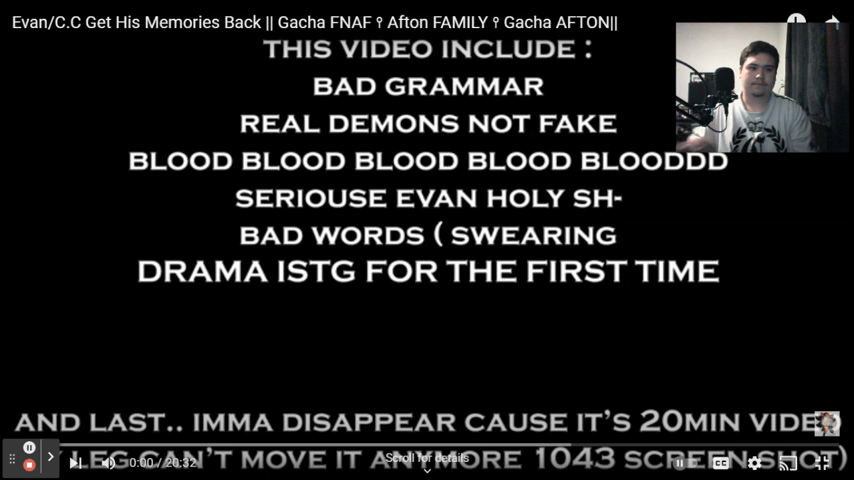 Evan/C.C Get His Memories Back || Gacha FNAF ⫯ Afton FAMILY ⫯ Gacha AFTON||
THIS VIDEO INCLUDE :
BAD GRAMMAR
REAL DEMONS NOT FAKE
BLOOD BLOOD BLOOD BLOOD BLOODDD
SERIOUSE EVAN HOLY SH-
BAD WORDS ( SWEARING
DRAMA ISTG FOR THE FIRST TIME
AND LAST.. IMMA DISAPPEAR CAUSE IT'S 20MIN VIDEO
LEG CAN'T MOVE IT ANYMORE 1043 SCREENSHOT)
Scroll for details
0:00 / 20:32
CC